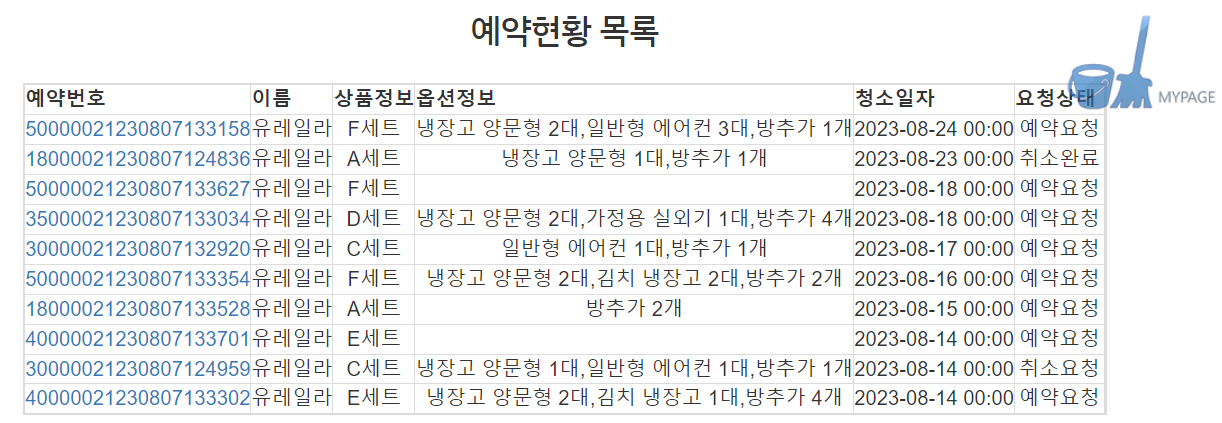 예약현황 목록
MYPAGE
예약번호 이름 상품정보 옵션정보 청소일자 요청상태
50000021230807133158 유레일라 F세트 냉장고 양문형 2대,일반형 에어컨 3대,방추가 1개 2023-08-24 00:00 예약요청
18000021230807124836 유레일라 A세트 냉장고 양문형 1대,방추가 1개 2023-08-23 00:00 취소완료
50000021230807133627 유레일라 F세트 2023-08-18 00:00 예약요청
35000021230807133034 유레일라 D세트 냉장고 양문형 2대,가정용 실외기 1대,방추가 4개 2023-08-18 00:00 예약요청
30000021230807132920 유레일라 C세트 일반형 에어컨 1대,방추가 1개 2023-08-17 00:00 예약요청
50000021230807133354 유레일라 F세트 냉장고 양문형 2대,김치 냉장고 2대,방추가 2개 2023-08-16 00:00 예약요청
18000021230807133528 유레일라 A세트 방추가 2개 2023-08-15 00:00 예약요청
40000021230807133701 유레일라 E세트 2023-08-14 00:00 예약요청
30000021230807124959 유레일라 C세트 냉장고 양문형 1대,일반형 에어컨 1대,방추가 1개 2023-08-14 00:00 취소요청
40000021230807133302 유레일라 E세트 냉장고 양문형 2대,김치 냉장고 1대,방추가 4개 2023-08-14 00:00 예약요청